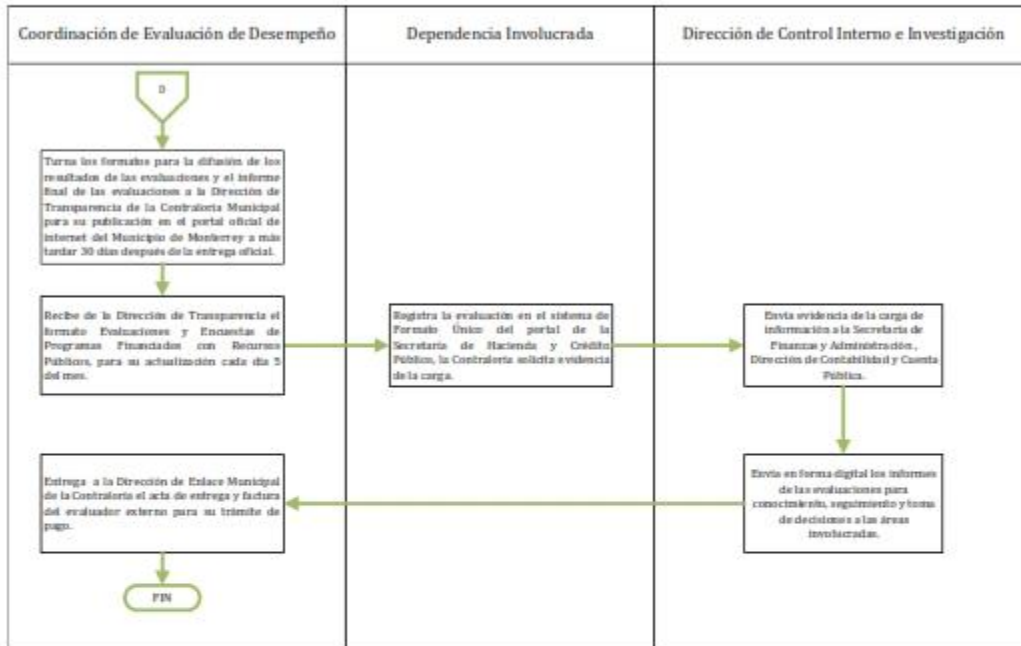 Coordinación de Evaluación de Desempeño
Dependencia Involucrada
Dirección de Control Interno e Investigación
D
Turna los formatos para la difusión de los
resultados de las evaluaciones y el informe
final de las evaluaciones a la Dirección de
Transparencia de la Contraloría Municipal
para su publicación en el portal oficial de
internet del Municipio de Monterrey a más
tardar 30 días después de la entrega oficial.
Recibe de la Dirección de Transparencia el
formato Evaluaciones y Encuestas de
Programas Financiados con Recursos
Públicos, para su actualización cada día 5
del mes.
Registra la evaluación en el sistema de
Formato Único del portal de la
Secretaría de Hacienda y Crédito
Público, la Contraloría solicita evidencia
de la carga.
Envía evidencia de la carga de
información a la Secretaría de
Finanzas y Administración ,
Dirección de Contabilidad y Cuenta
Pública.
Envía en forma digital los informes
de las evaluaciones para
conocimiento, seguimiento y toma
de decisiones a las áreas
involucradas.
Entrega a la Dirección de Enlace Municipal
de la Contraloría el acta de entrega y factura
del evaluador externo para su trámite de
pago.
FIN